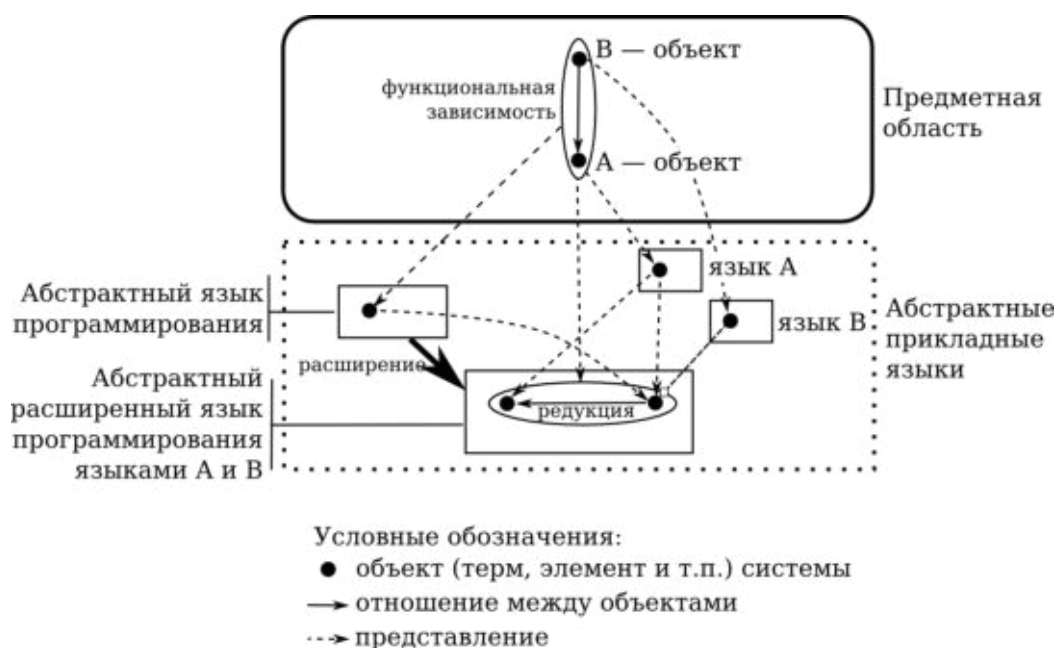 B — объект
функциональная
зависимость
A — объект
Предметная
область
язык A
язык B
Абстрактный язык
программирования
Абстрактные
прикладные
языки
расширение
Абстрактный
расширенный язык
программирования
языками A и B
редукция
Условные обозначения:
объект (терм, элемент и т.п.) системы
отношение между объектами
представление